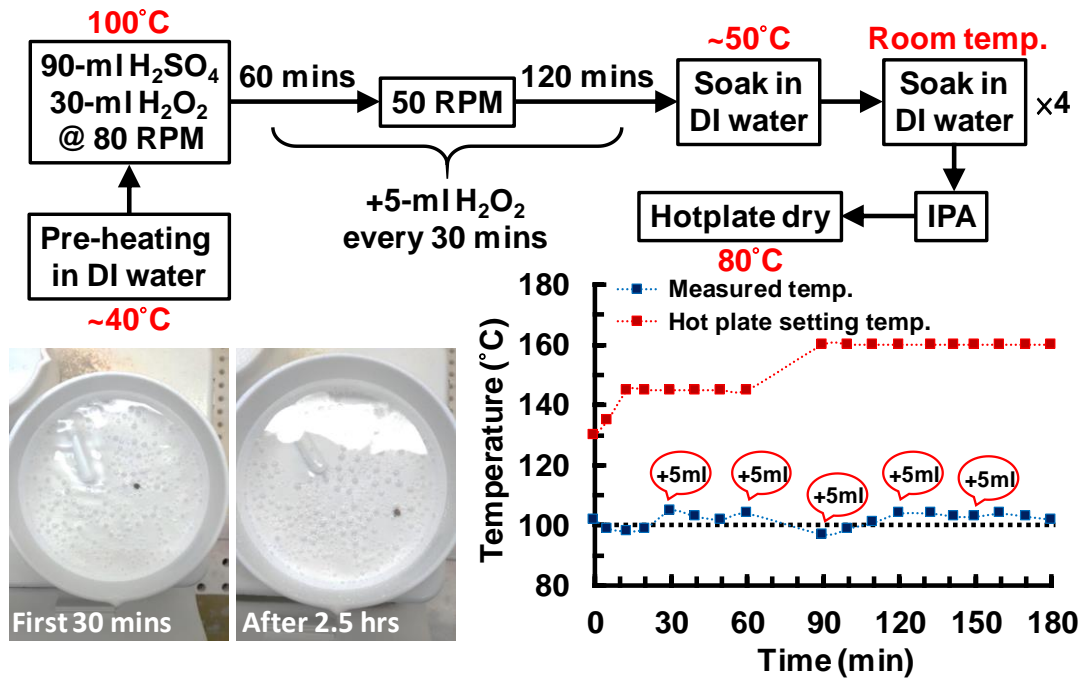 100°C
90-ml H₂SO₄
30-ml H₂O₂
@ 80 RPM
60 mins
50 RPM
120 mins
~50°C
Soak in
DI water
Room temp.
Soak in
DI water
×4
+5-ml H₂O₂
every 30 mins
Pre-heating
in DI water
~40°C
Hotplate dry
IPA
80°C
First 30 mins
After 2.5 hrs
Measured temp.
Hot plate setting temp.
Temperature (°C)
180
160
140
120
100
80
+5ml
+5ml
+5ml
+5ml
+5ml
0 30 60 90 120 150 180
Time (min)